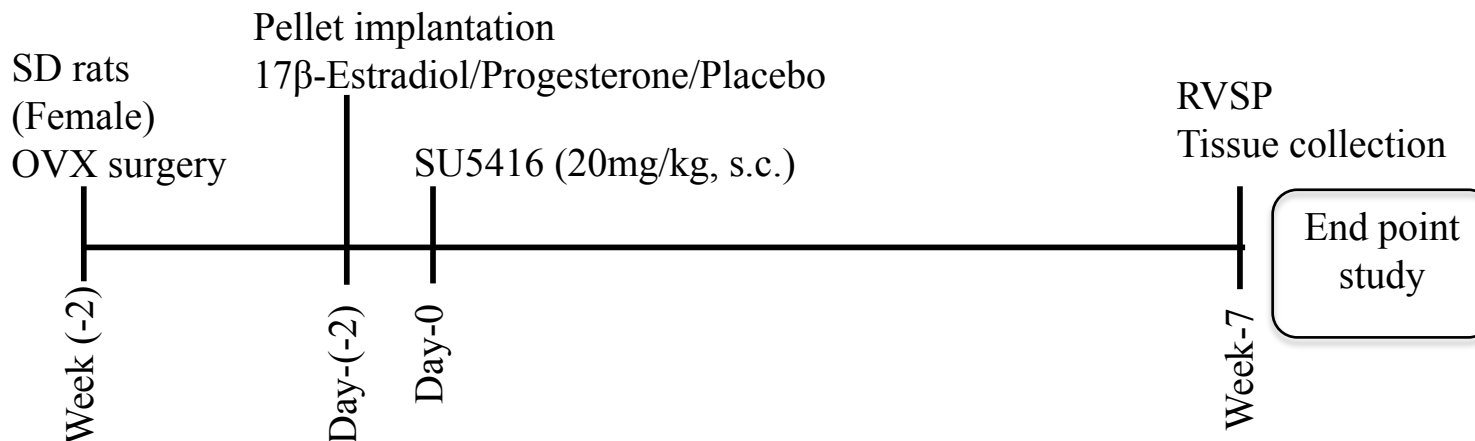 SD rats
(Female)
OVX surgery
Pellet implantation
17β-Estradiol/Progesterone/Placebo
SU5416 (20mg/kg, s.c.)
RVSP
Tissue collection
End point
study
Week (-2)
Day-(-2)
Day-0
Week-7